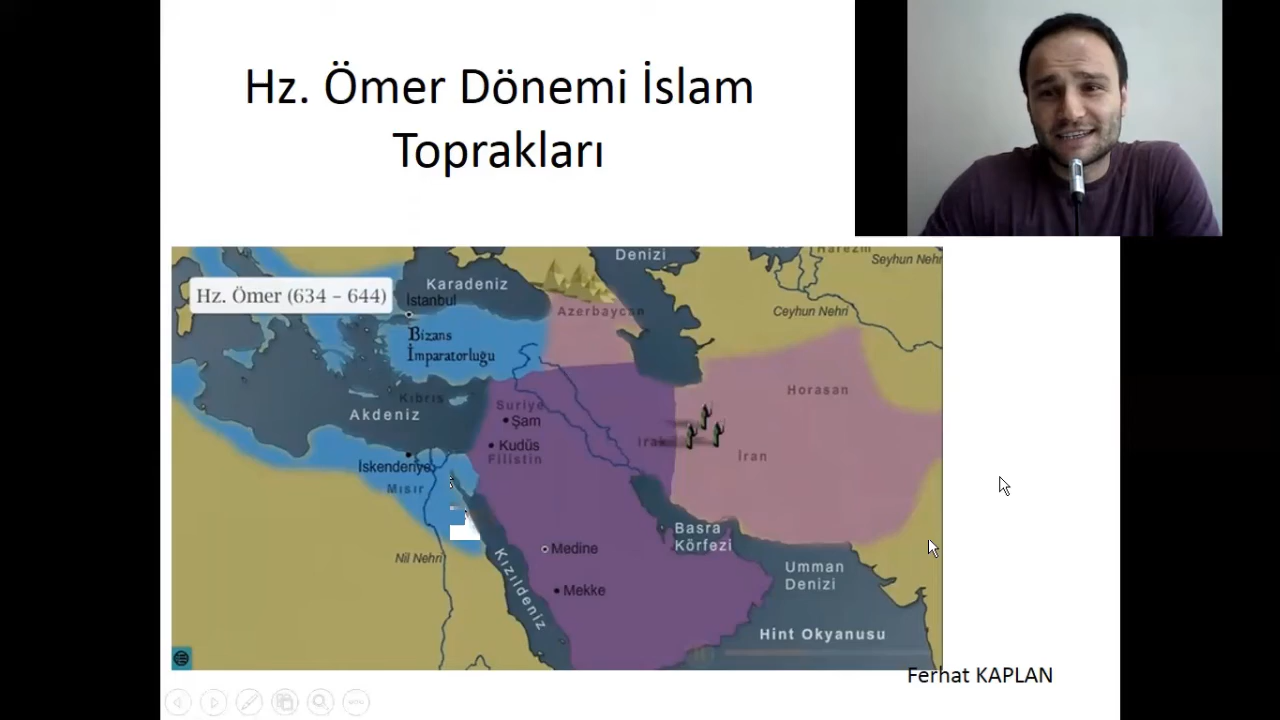 Hz. Ömer Dönemi İslam
Toprakları
Hz. Ömer (634 - 644)
Karadeniz
İstanbul
Bizans
İmparatorluğu
Denizi
Harezm
Seyhun Nehr
Ceyhun Nehri
Azerbaycan
Horasan
Kıbrıs
Akdeniz
Suriye
Şam
Kudüs
Filistin
Irak
İran
İskenderiye
Mısır
Nil Nehri
Kızıldeniz
Medine
Mekke
Basra
Körfezi
Umman
Denizi
Hint Okyanusu
Ferhat KAPLAN